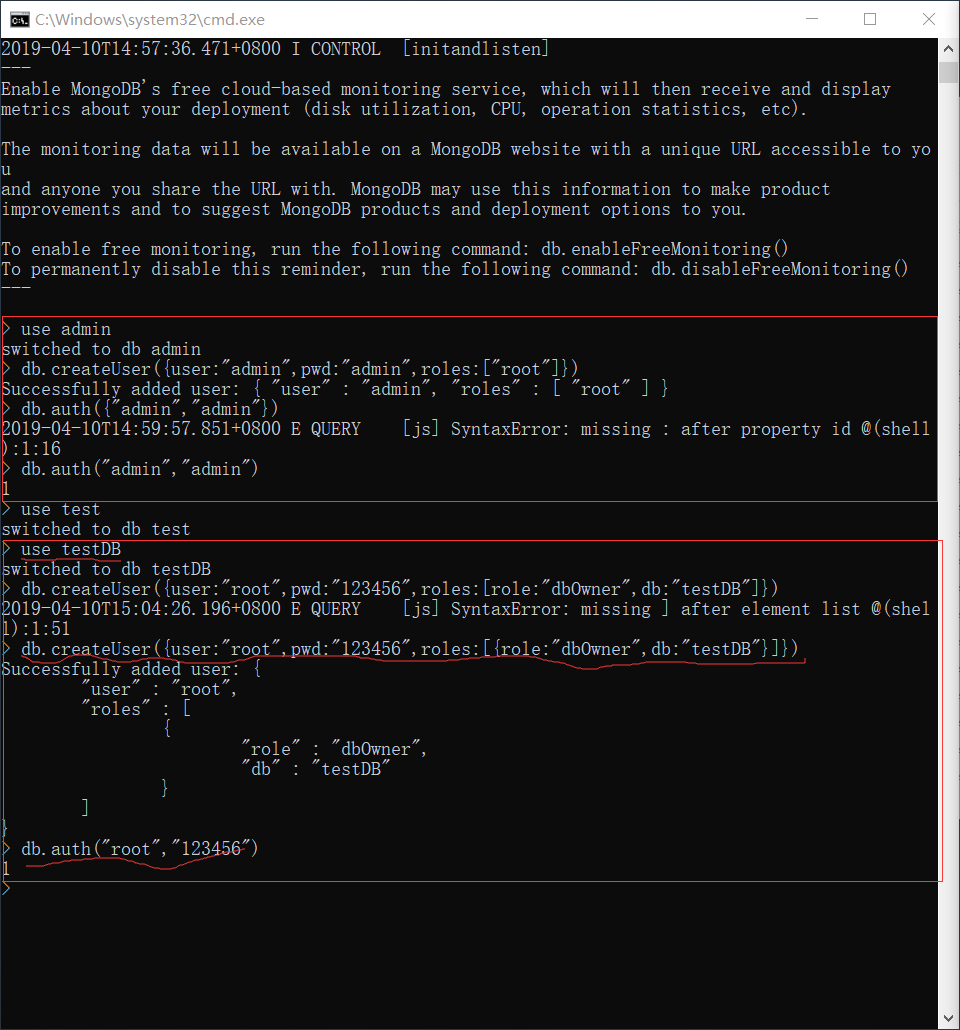 C:\Windows\system32\cmd.exe
2019-04-10T14:57:36.471+0800 I CONTROL  [initandlisten]
---
Enable MongoDB's free cloud-based monitoring service, which will then receive and display
metrics about your deployment (disk utilization, CPU, operation statistics, etc).
The monitoring data will be available on a MongoDB website with a unique URL accessible to yo
u
and anyone you share the URL with. MongoDB may use this information to make product
improvements and to suggest MongoDB products and deployment options to you.
To enable free monitoring, run the following command: db.enableFreeMonitoring()
To permanently disable this reminder, run the following command: db.disableFreeMonitoring()
---
> use admin
switched to db admin
> db.createUser({user:"admin",pwd:"admin",roles:["root"]})
Successfully added user: { "user" : "admin", "roles" : [ "root" ] }
> db.auth({"admin","admin"})
2019-04-10T14:59:57.851+0800 E QUERY    [js] SyntaxError: missing : after property id @(shell
):1:16
> db.auth("admin","admin")
1
> use test
switched to db test
> use testDB
switched to db testDB
> db.createUser({user:"root",pwd:"123456",roles:[role:"dbOwner",db:"testDB"]})
2019-04-10T15:04:26.196+0800 E QUERY    [js] SyntaxError: missing ] after element list @(shel
l):1:51
> db.createUser({user:"root",pwd:"123456",roles:[{role:"dbOwner",db:"testDB"}]})
Successfully added user: {
        "user" : "root",
        "roles" : [
                {
                        "role" : "dbOwner",
                        "db" : "testDB"
                }
        ]
}
> db.auth("root","123456")
1
>